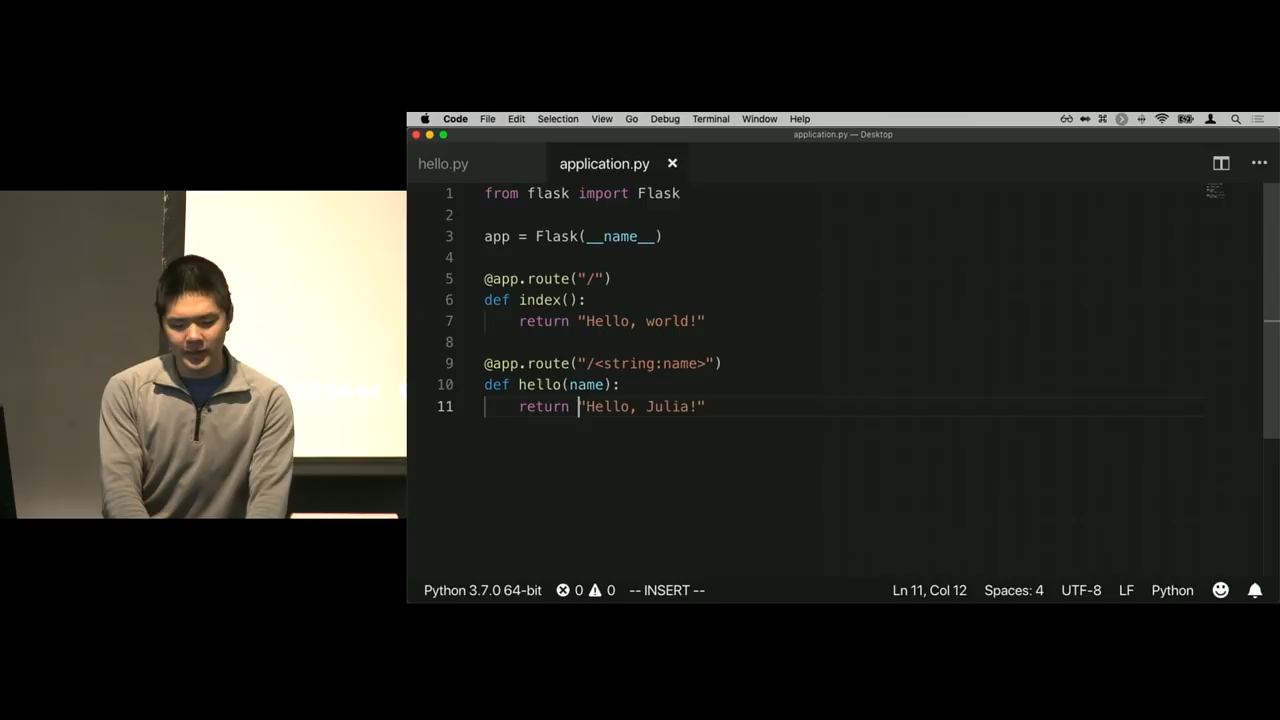 Code File Edit Selection View Go Debug Terminal Window Help
application.py — Desktop
hello.py application.py
1 from flask import Flask
2
3 app = Flask(__name__)
4
5 @app.route("/")
6 def index():
7 return "Hello, world!"
8
9 @app.route("/<string:name>")
10 def hello(name):
11 return "Hello, Julia!"
Python 3.7.0 64-bit 0 0 -- INSERT -- Ln 11, Col 12 Spaces: 4 UTF-8 LF Python